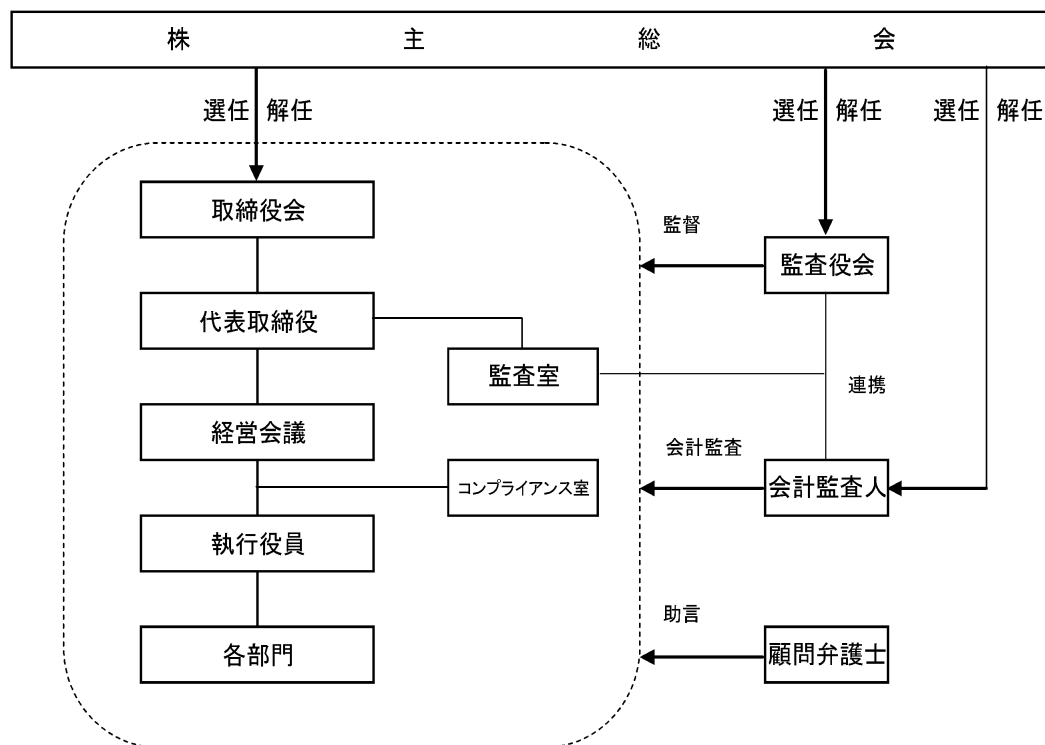 株主総会
選任 解任
選任 解任
選任 解任
取締役会
監督
監査役会
代表取締役
監査室
連携
経営会議
会計監査
コンプライアンス室
会計監査人
執行役員
助言
各部門
顧問弁護士